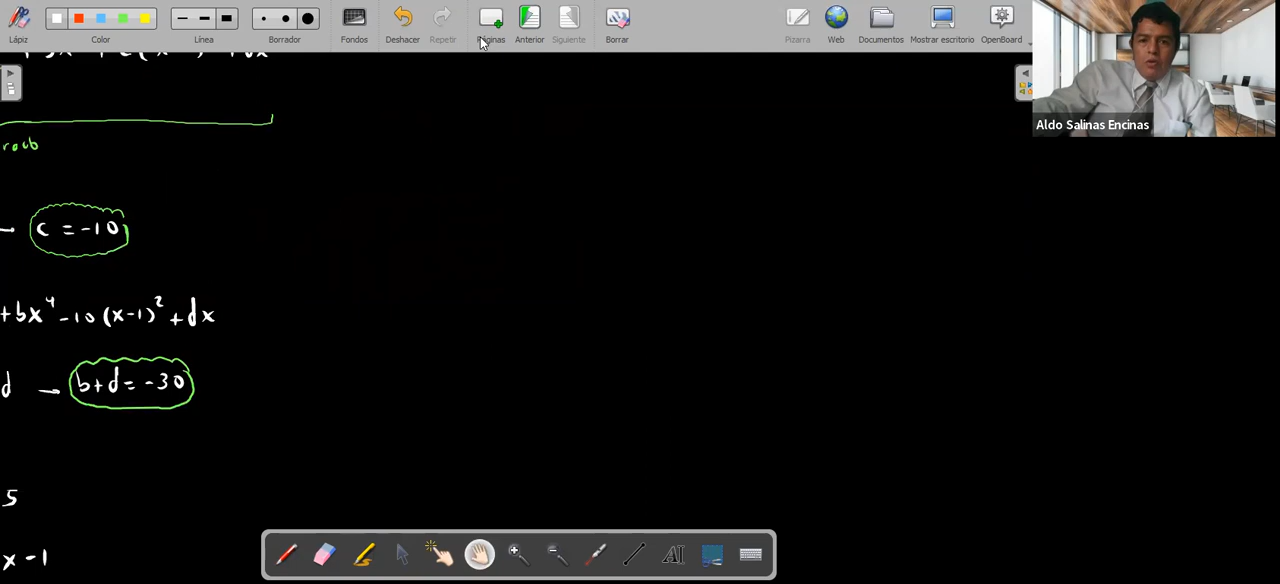 Lápiz Color Línea Borrador Fondos Deshacer Repetir Páginas Anterior Siguiente Borrar Pizarra Web Documentos Mostrar escritorio OpenBoard
Aldo Salinas Encinas
c = -10
+bx⁴ -10(x-1)² + dx
d → b+d = -30
5
x - 1
AI